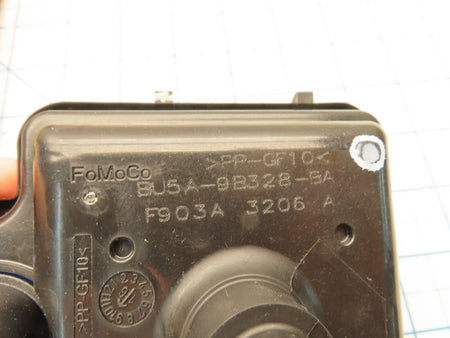 >PP-GF10<
FoMoCo
BU5A-9B328-BA
F903A 3206 A
>PP-GF10<